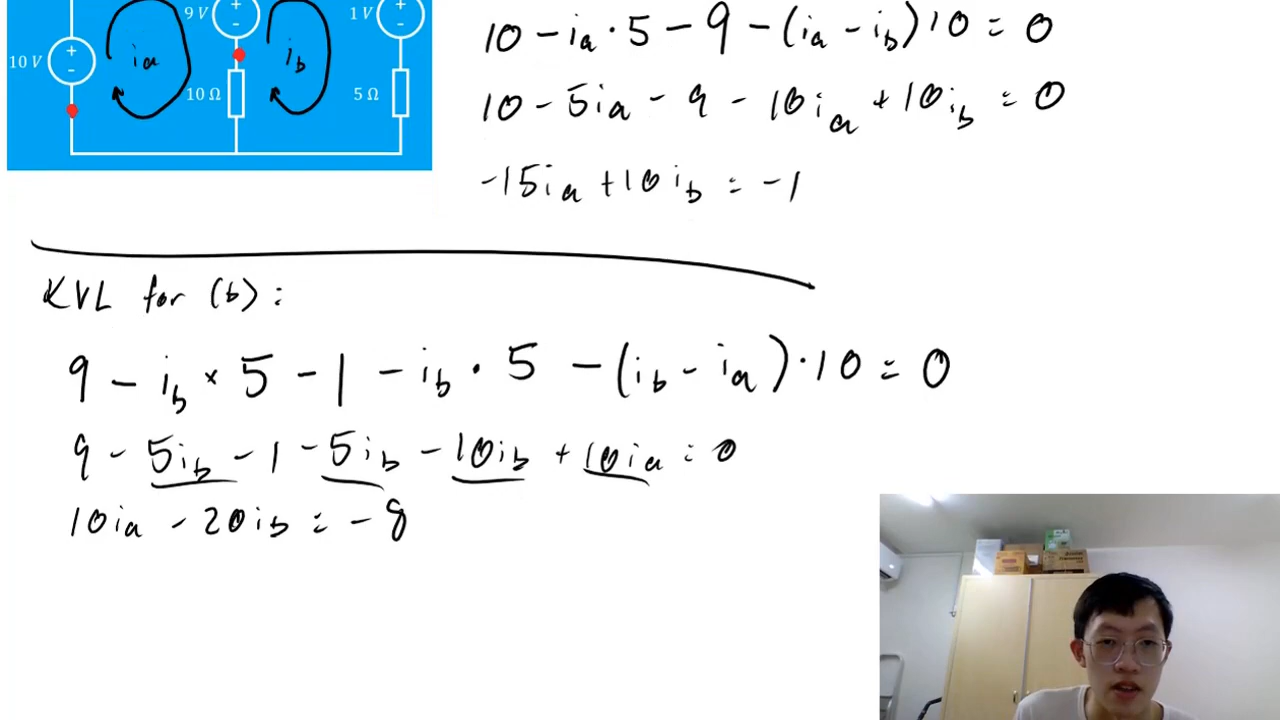 9 V
1 V
10 V
+
-
+
-
+
-
ia
ib
10 Ω
5 Ω
10 - ia · 5 - 9 - (ia - ib) 10 = 0
10 - 5ia - 9 - 10ia + 10ib = 0
-15ia + 10ib = -1
KVL for (b):
9 - ib × 5 - 1 - ib · 5 - (ib - ia) · 10 = 0
9 - 5ib - 1 - 5ib - 10ib + 10ia = 0
10ia - 20ib = -8